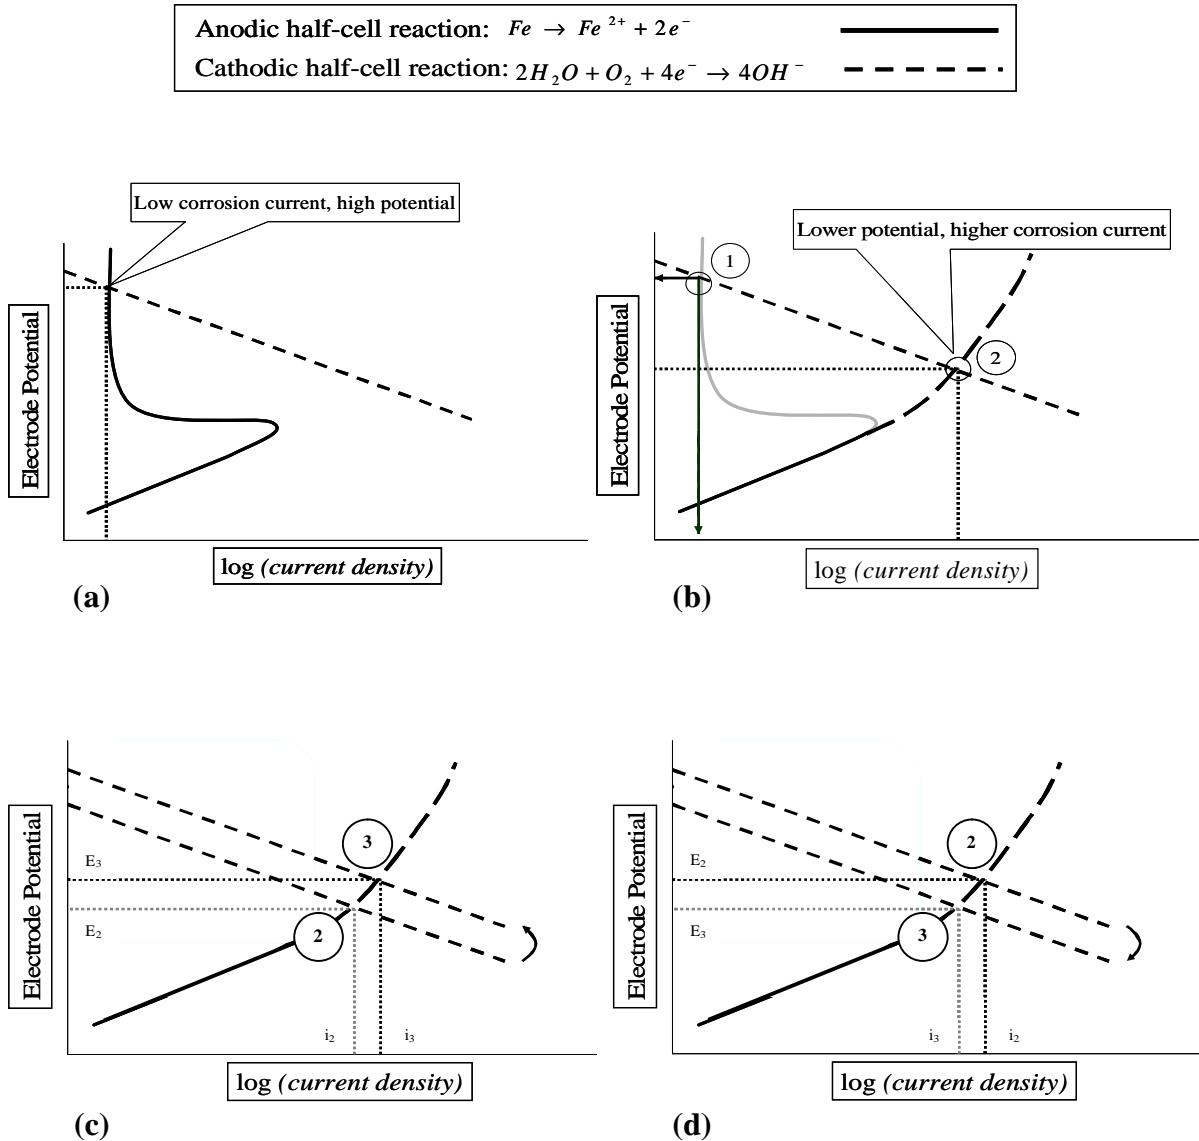 Anodic half-cell reaction: Fe → Fe²⁺ + 2e⁻
Cathodic half-cell reaction: 2H₂O + O₂ + 4e⁻ → 4OH⁻
Low corrosion current, high potential
Electrode Potential
log (current density)
(a)
Lower potential, higher corrosion current
1
2
Electrode Potential
log (current density)
(b)
Electrode Potential
3
E₃
E₂
2
i₂
i₃
log (current density)
(c)
Electrode Potential
2
E₂
E₃
3
i₃
i₂
log (current density)
(d)